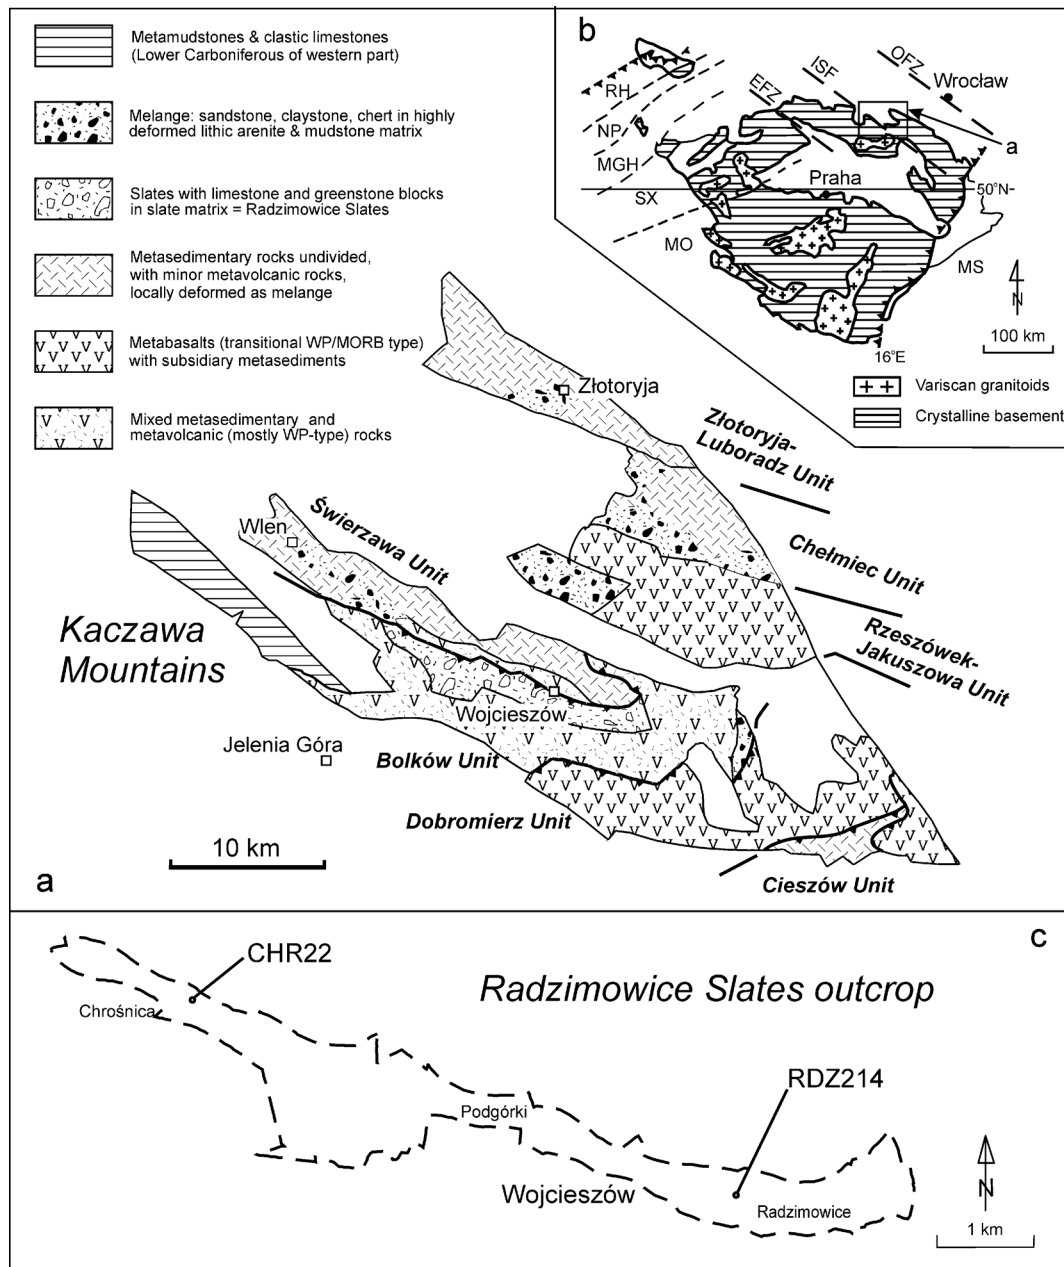 Metamudstones & clastic limestones
(Lower Carboniferous of western part)
Melange: sandstone, claystone, chert in highly
deformed lithic arenite & mudstone matrix
Slates with limestone and greenstone blocks
in slate matrix = Radzimowice Slates
Metasedimentary rocks undivided,
with minor metavolcanic rocks,
locally deformed as melange
Metabasalts (transitional WP/MORB type)
with subsidiary metasediments
Mixed metasedimentary and
metavolcanic (mostly WP-type) rocks
b
RH
NP
MGH
SX
MO
EFZ
ISF
OFZ
Wrocław
a
Praha
50°N
MS
N
16°E
100 km
Variscan granitoids
Crystalline basement
Złotoryja
Złotoryja-
Luboradz Unit
Chełmiec Unit
Rzeszówek-
Jakuszowa Unit
Świerzawa Unit
Wlen
Kaczawa
Mountains
Wojcieszów
Jelenia Góra
Bolków Unit
Dobromierz Unit
Cieszów Unit
10 km
a
c
CHR22
Chrośnica
Radzimowice Slates outcrop
RDZ214
Podgórki
Wojcieszów
Radzimowice
N
1 km